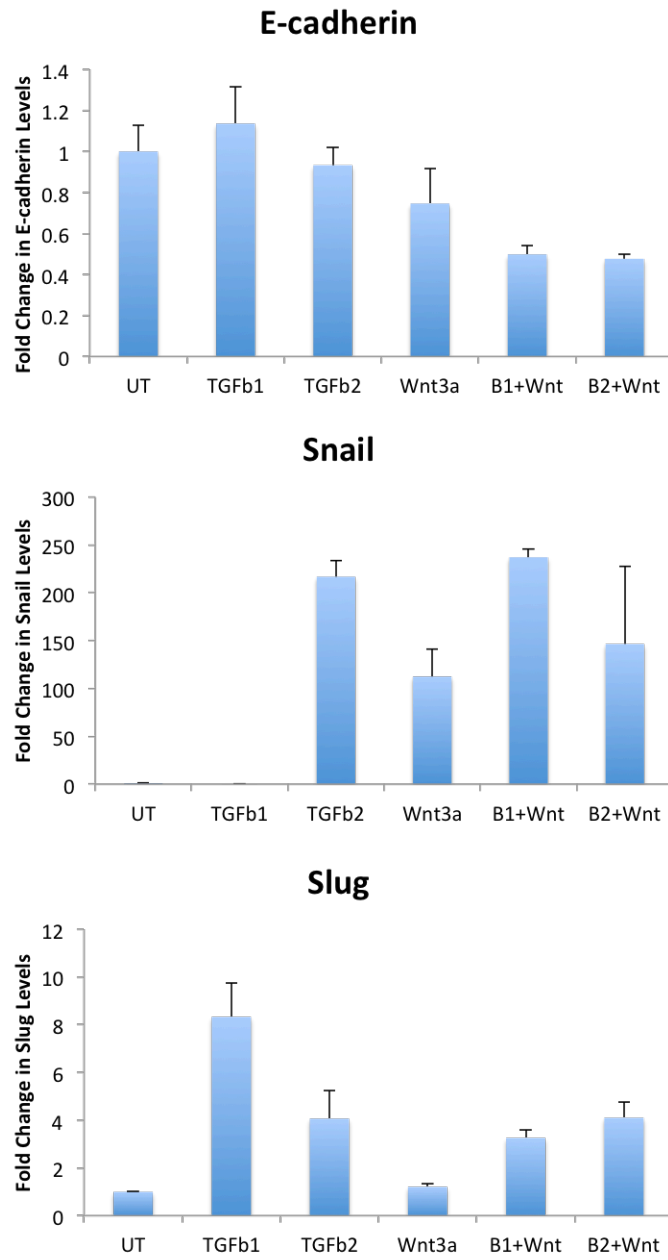 E-cadherin
Fold Change in E-cadherin Levels
1.4
1.2
1
0.8
0.6
0.4
0.2
0
UT TGFb1 TGFb2 Wnt3a B1+Wnt B2+Wnt
Snail
Fold Change in Snail Levels
300
250
200
150
100
50
0
UT TGFb1 TGFb2 Wnt3a B1+Wnt B2+Wnt
Slug
Fold Change in Slug Levels
12
10
8
6
4
2
0
UT TGFb1 TGFb2 Wnt3a B1+Wnt B2+Wnt